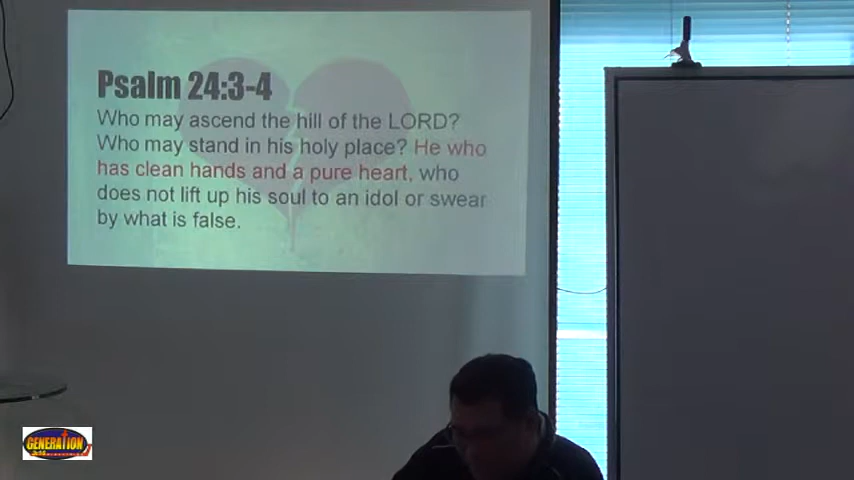 Psalm 24:3-4
Who may ascend the hill of the LORD?
Who may stand in his holy place? He who
has clean hands and a pure heart, who
does not lift up his soul to an idol or swear
by what is false.
GENERATION